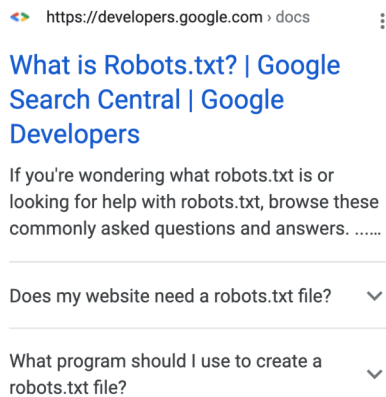 https://developers.google.com › docs
What is Robots.txt? | Google
Search Central | Google
Developers
If you're wondering what robots.txt is or
looking for help with robots.txt, browse these
commonly asked questions and answers. ......
Does my website need a robots.txt file?
What program should I use to create a
robots.txt file?